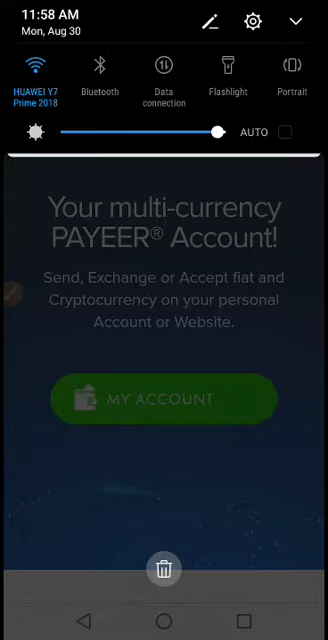 11:58 AM
Mon, Aug 30
HUAWEI Y7
Prime 2018
Bluetooth
Data
connection
Flashlight
Portrait
AUTO
Your multi-currency
PAYEER® Account!
Send, Exchange or Accept fiat and
Cryptocurrency on your personal
Account or Website.
MY ACCOUNT